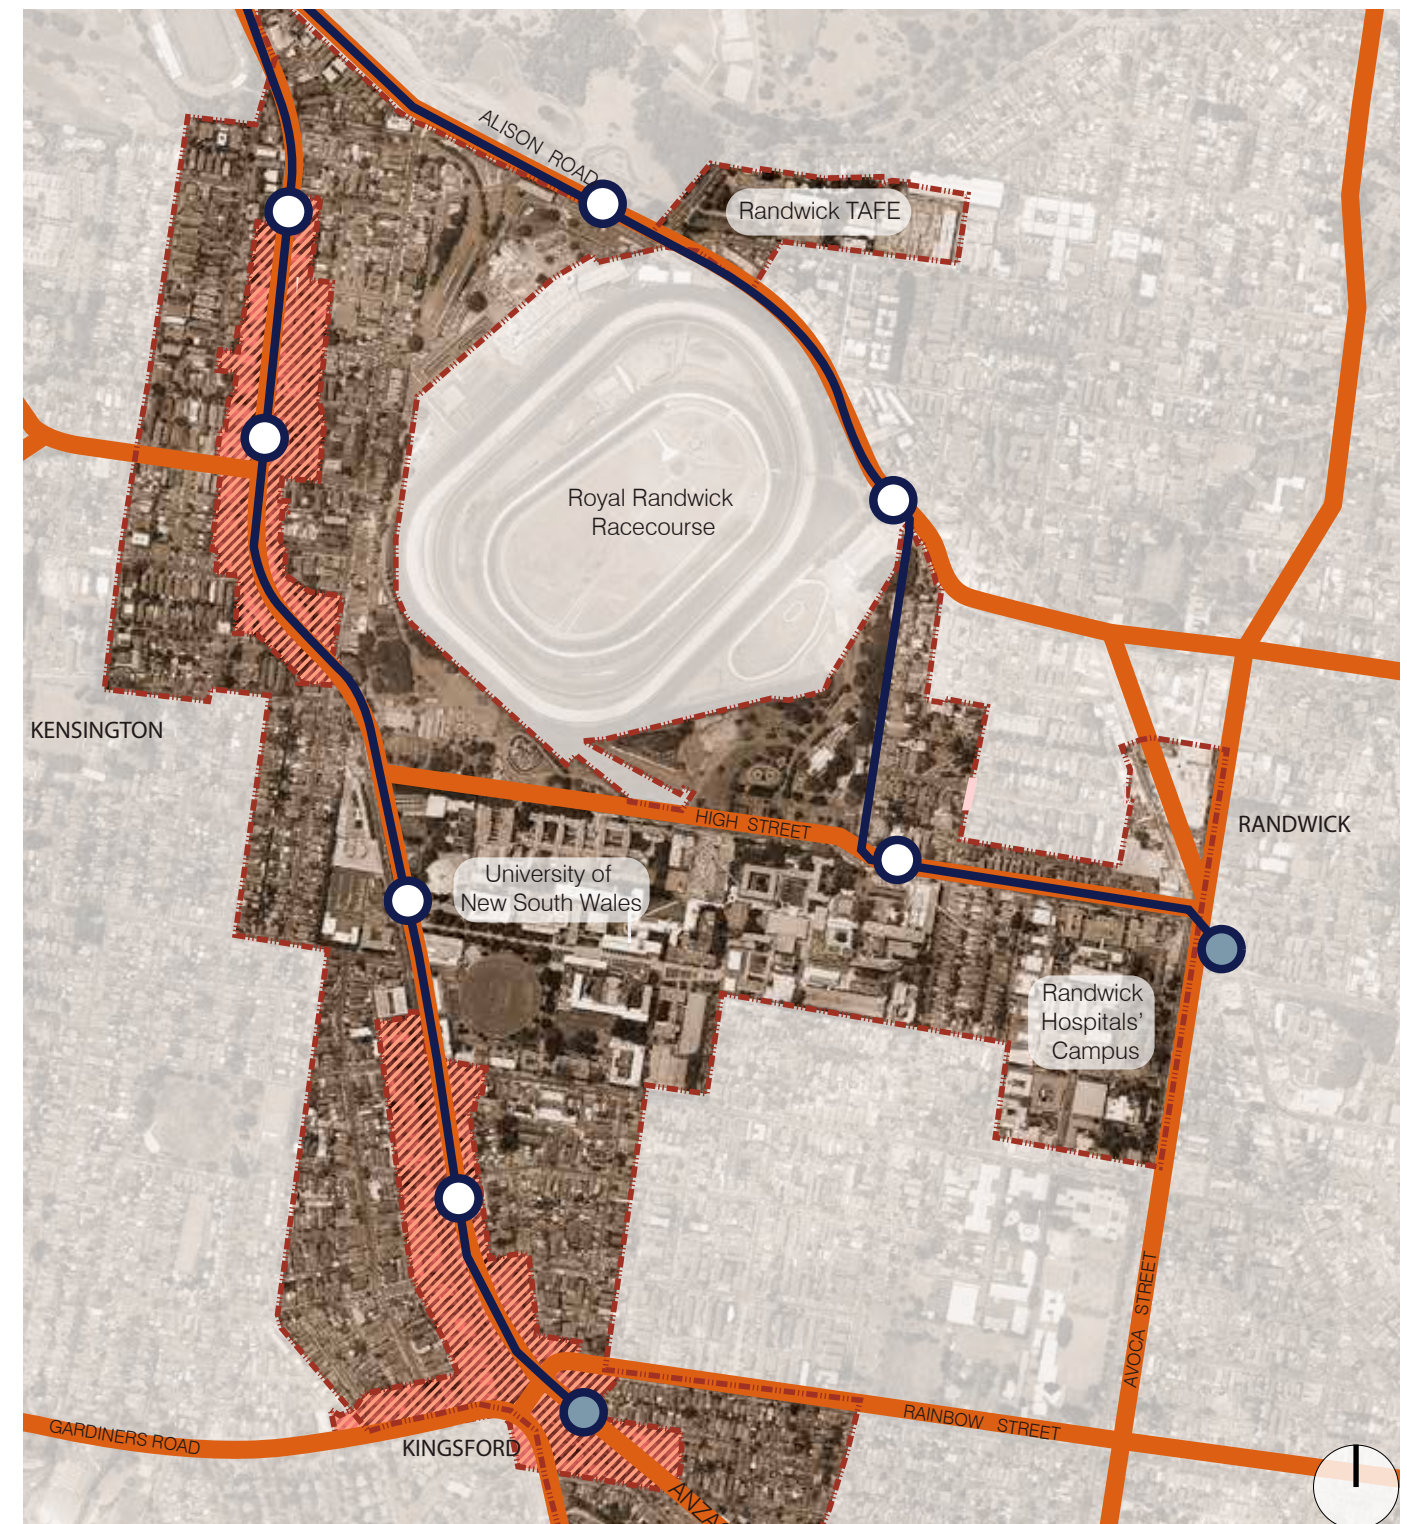 ALISON ROAD
Randwick TAFE
Royal Randwick
Racecourse
KENSINGTON
HIGH STREET
RANDWICK
University of
New South Wales
Randwick
Hospitals’
Campus
AVOCA STREET
RAINBOW STREET
GARDINERS ROAD
KINGSFORD